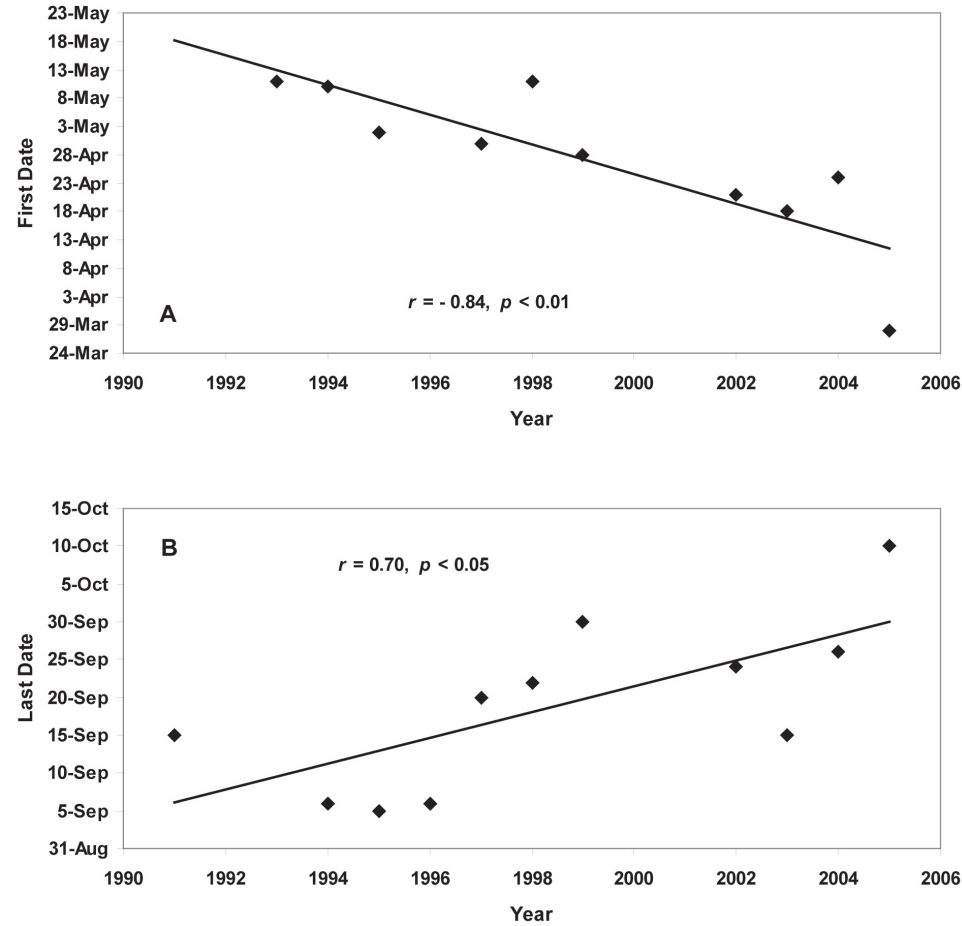 23-May
18-May
13-May
8-May
3-May
28-Apr
23-Apr
18-Apr
13-Apr
8-Apr
3-Apr
29-Mar
24-Mar
First Date
A
r = - 0.84, p < 0.01
1990 1992 1994 1996 1998 2000 2002 2004 2006
Year
15-Oct
10-Oct
5-Oct
30-Sep
25-Sep
20-Sep
15-Sep
10-Sep
5-Sep
31-Aug
Last Date
B
r = 0.70, p < 0.05
1990 1992 1994 1996 1998 2000 2002 2004 2006
Year